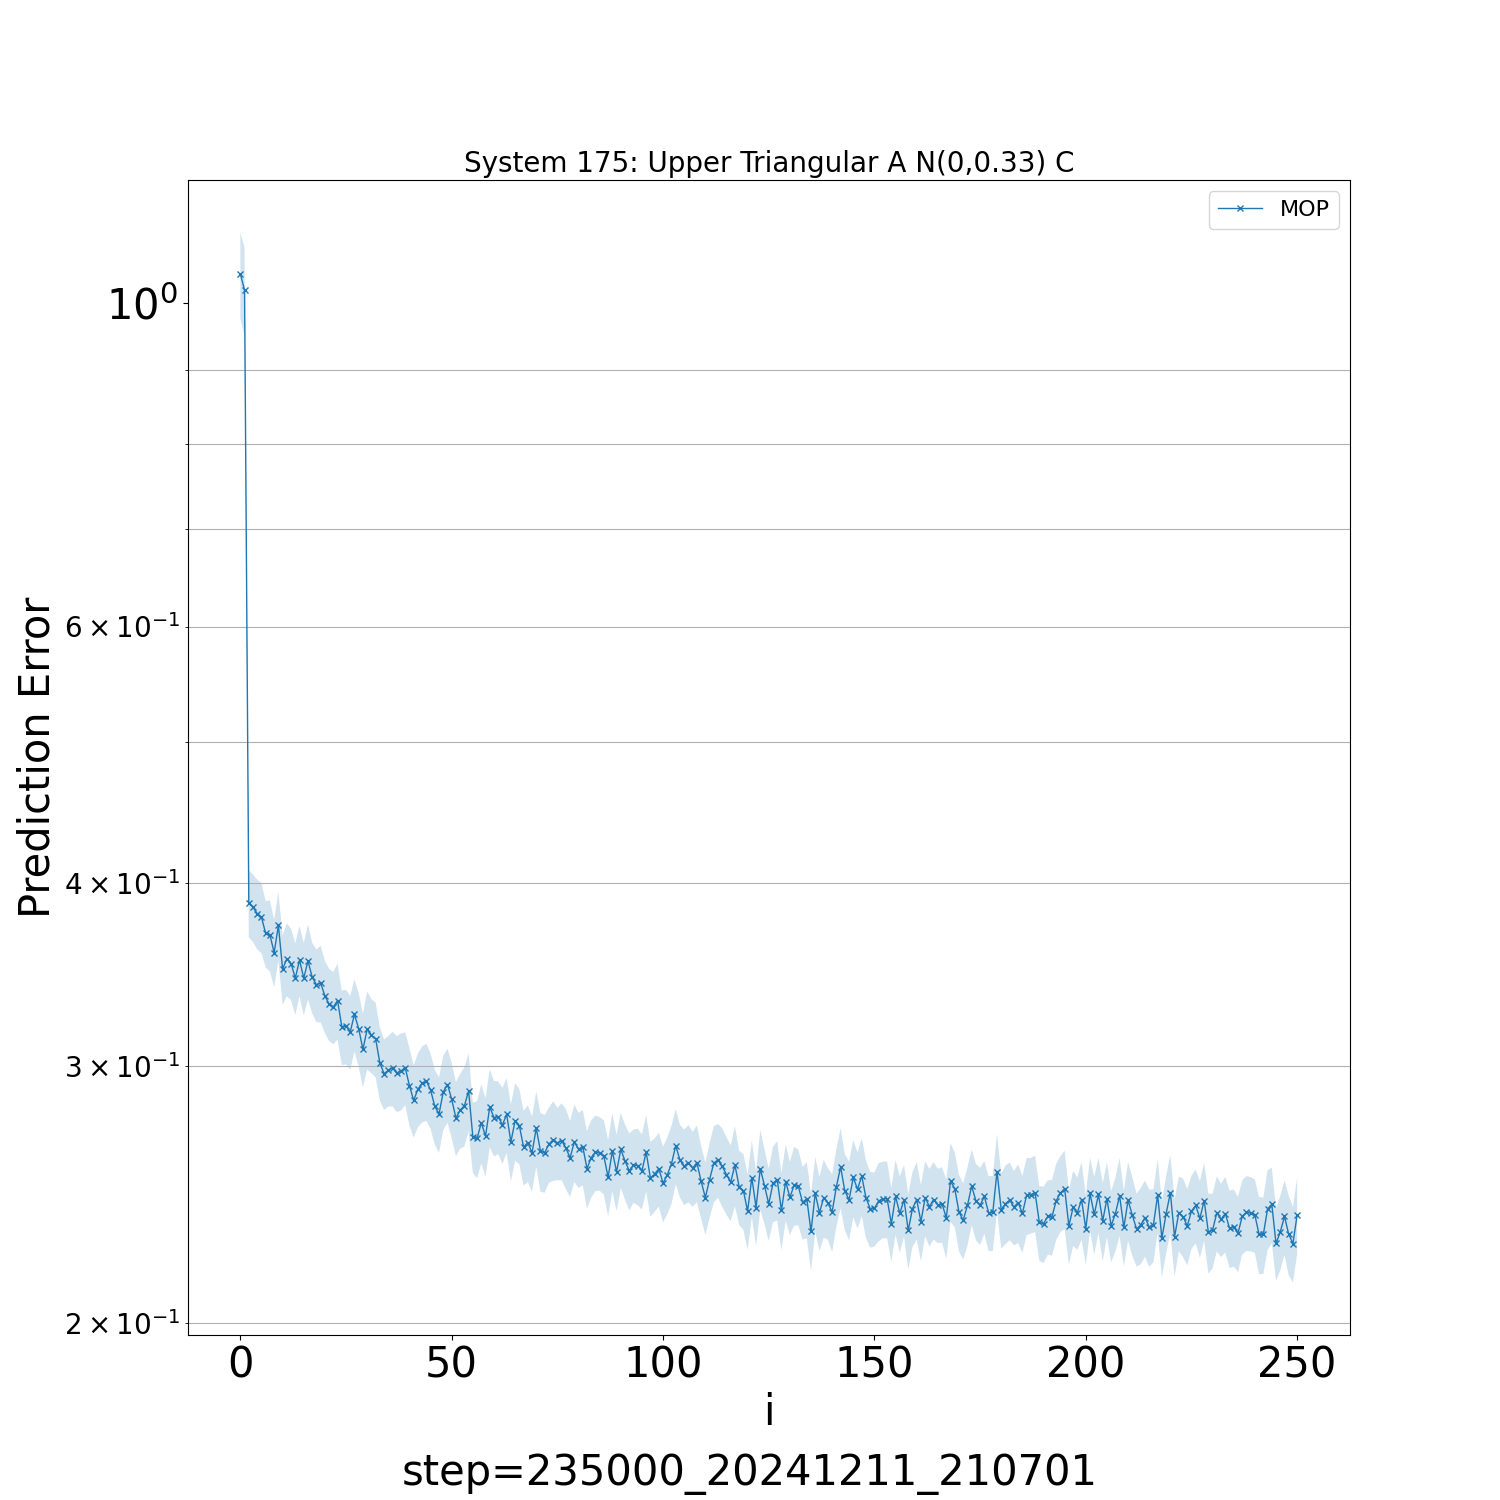 System 175: Upper Triangular A N(0,0.33) C
MOP
10⁰
6 × 10⁻¹
4 × 10⁻¹
3 × 10⁻¹
2 × 10⁻¹
Prediction Error
0 50 100 150 200 250
i
step=235000_20241211_210701